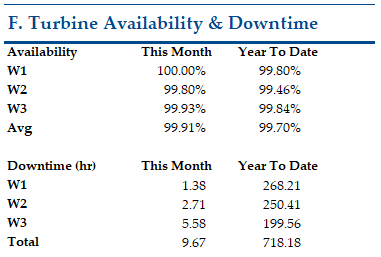 F. Turbine Availability & Downtime
Availability This Month Year To Date
W1 100.00% 99.80%
W2 99.80% 99.46%
W3 99.93% 99.84%
Avg 99.91% 99.70%
Downtime (hr) This Month Year To Date
W1 1.38 268.21
W2 2.71 250.41
W3 5.58 199.56
Total 9.67 718.18